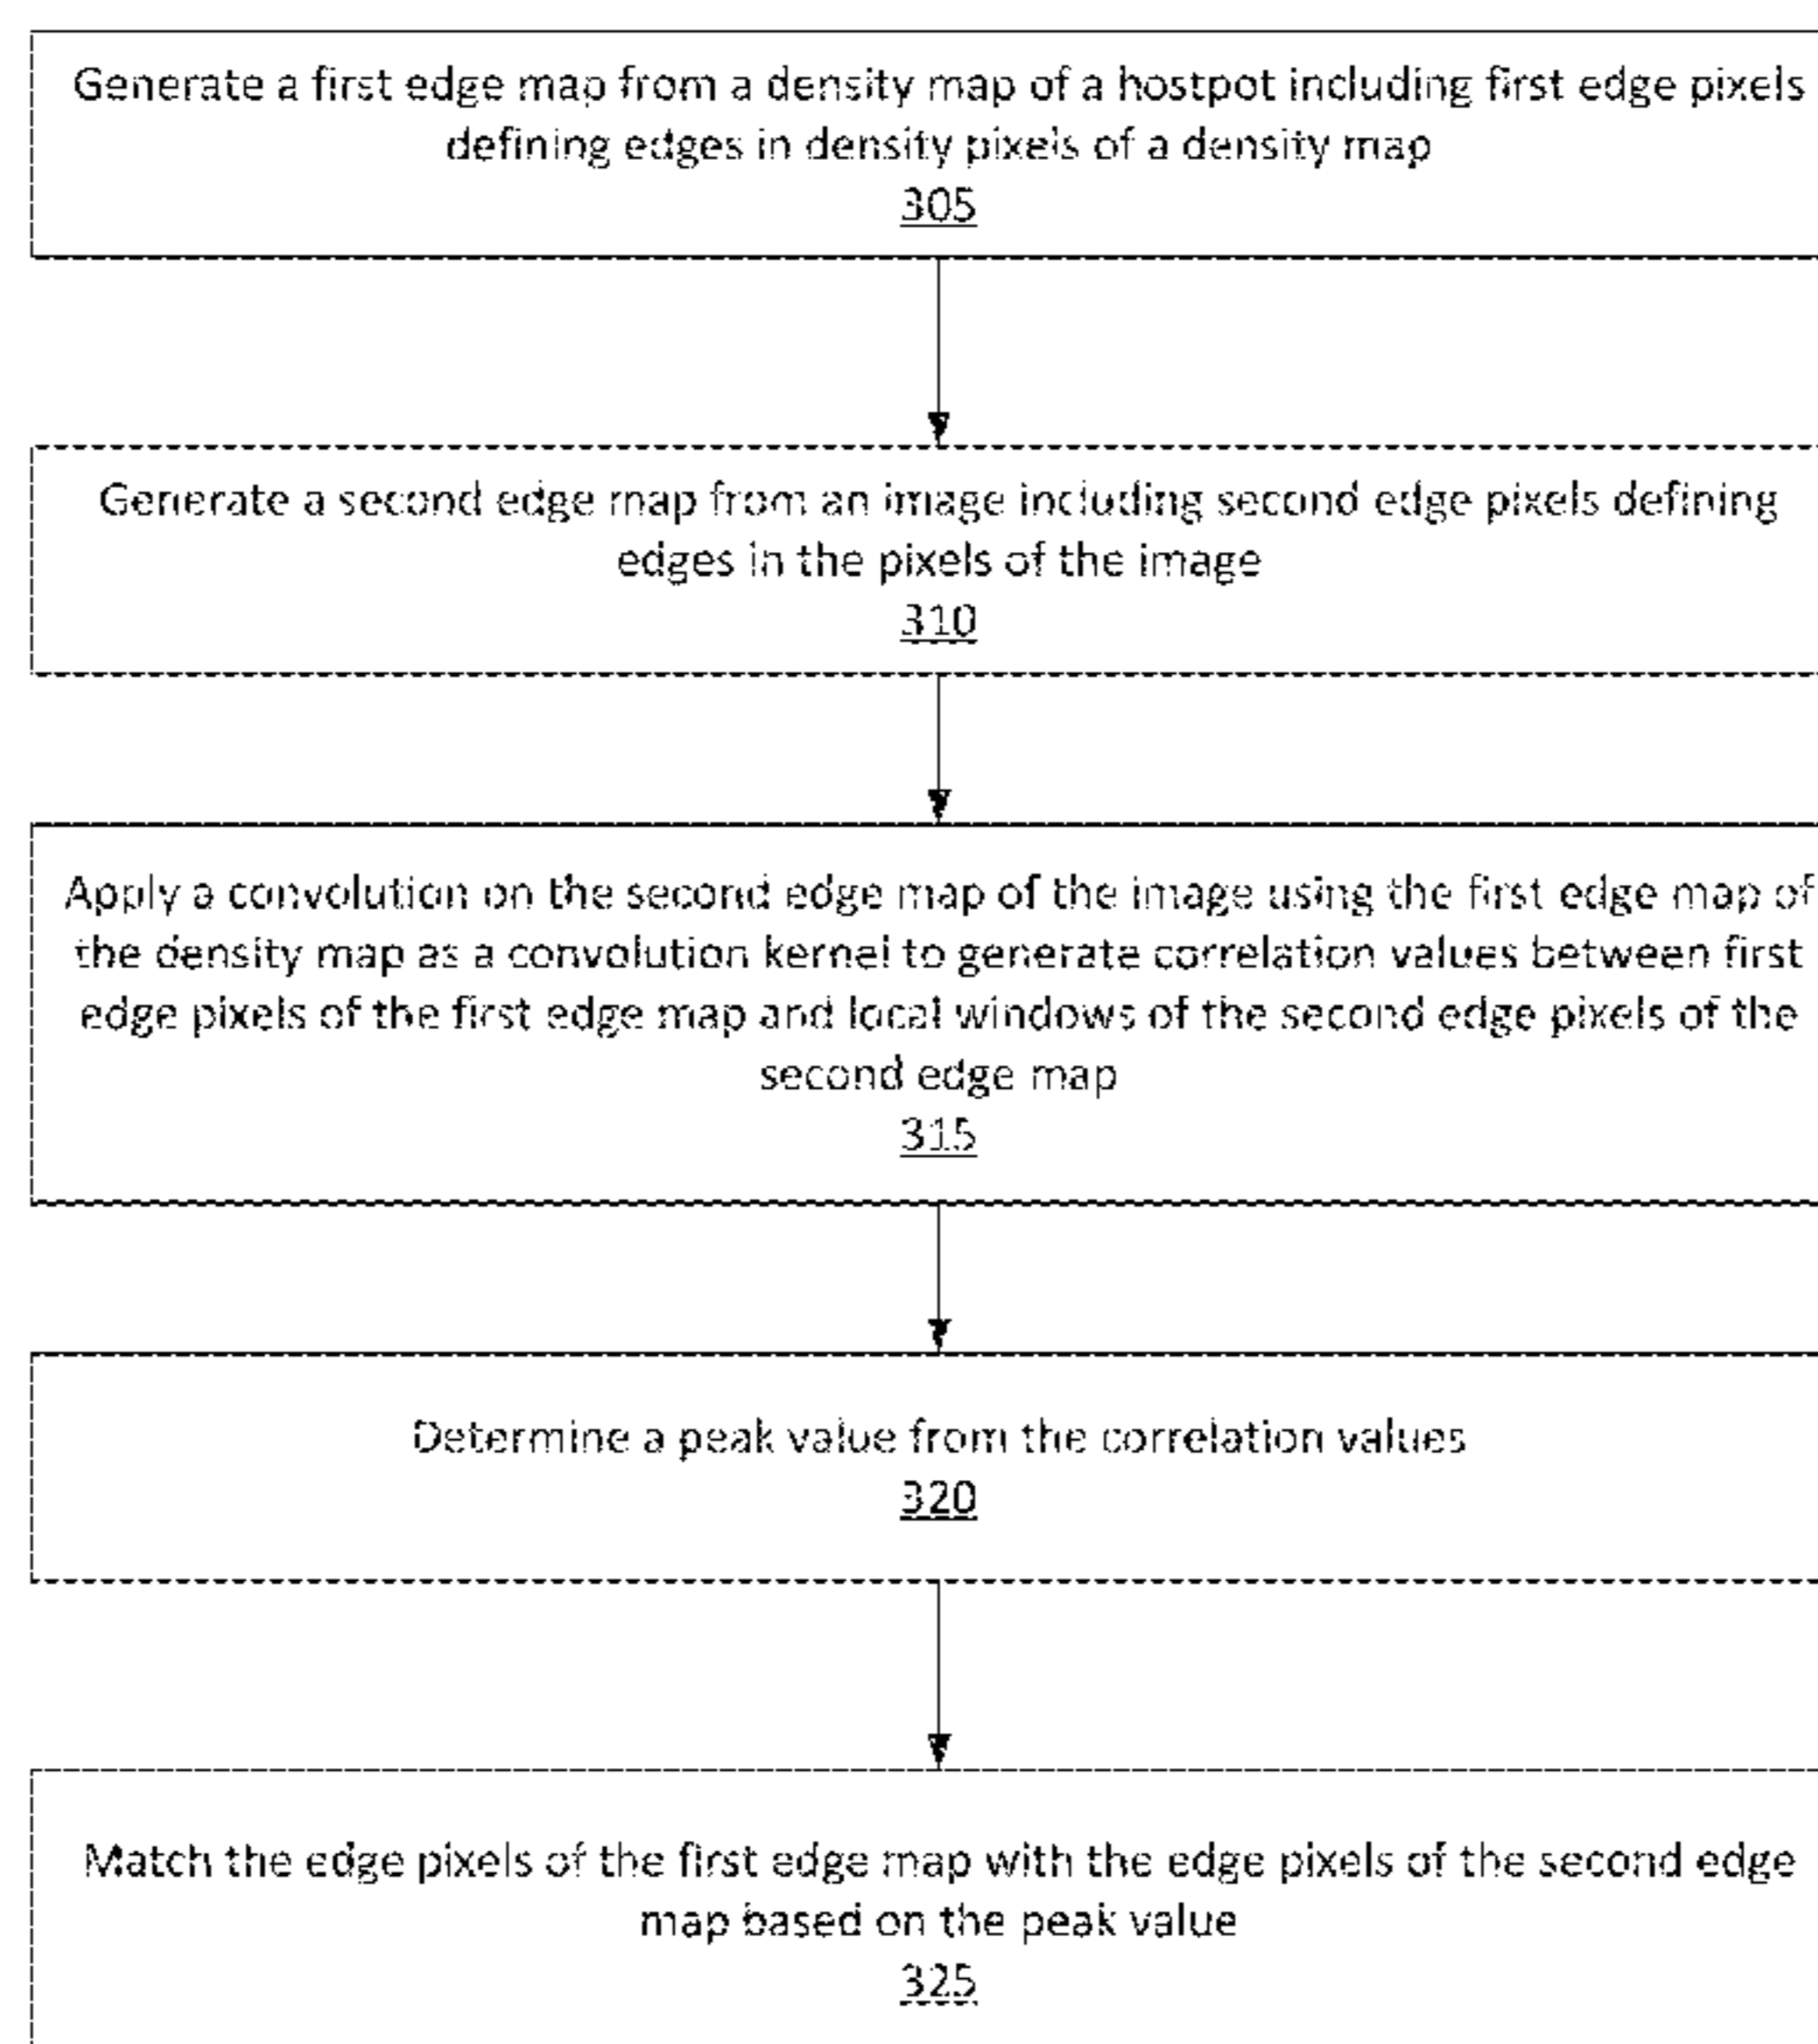 Generate a first edge map from a density map of a hostpot including first edge pixels
defining edges in density pixels of a density map
305
Generate a second edge map from an image including second edge pixels defining
edges in the pixels of the image
310
Apply a convolution on the second edge map of the image using the first edge map of
the density map as a convolution kernel to generate correlation values between first
edge pixels of the first edge map and local windows of the second edge pixels of the
second edge map
315
Determine a peak value from the correlation values
320
Match the edge pixels of the first edge map with the edge pixels of the second edge
map based on the peak value
325